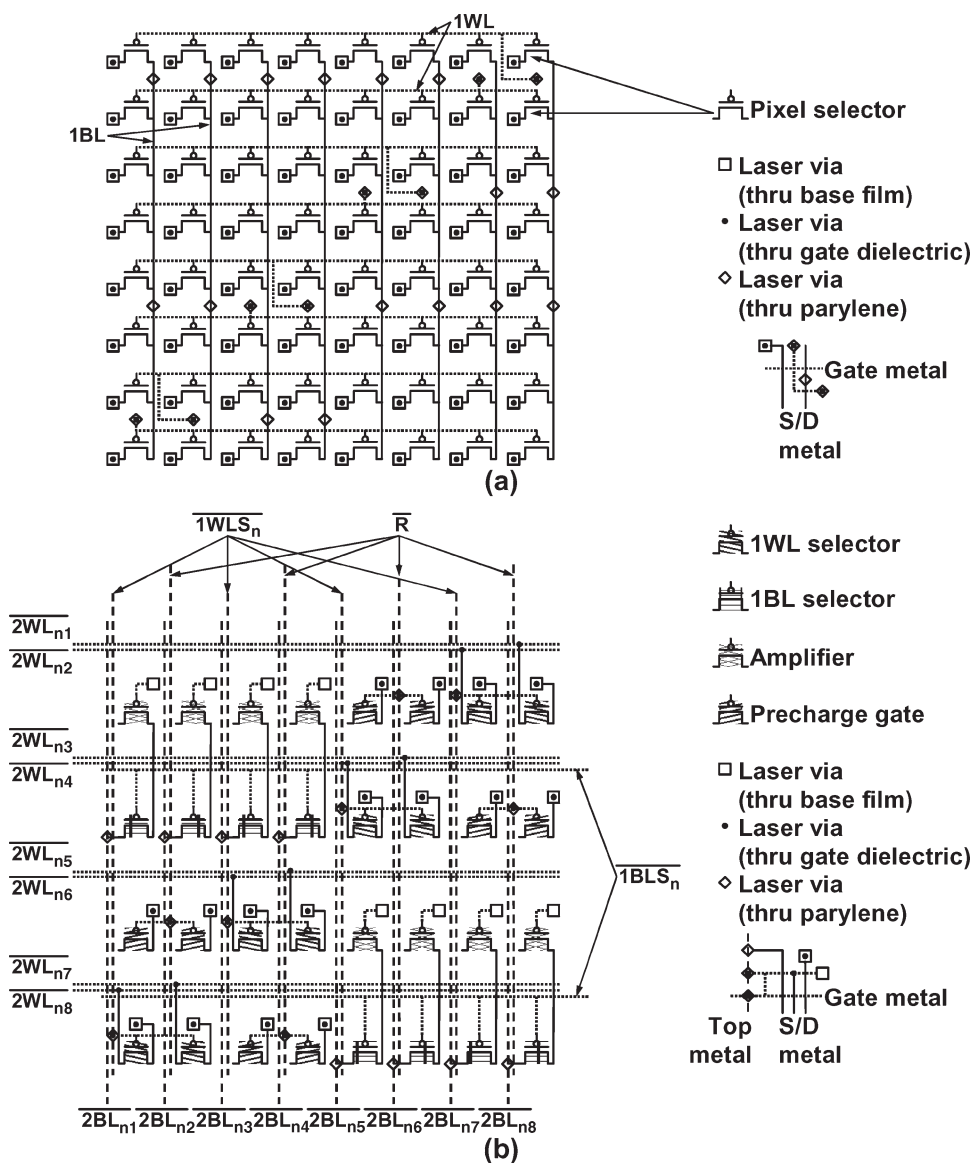 1WL
1BL
Pixel selector
Laser via
(thru base film)
Laser via
(thru gate dielectric)
Laser via
(thru parylene)
Gate metal
S/D
metal
(a)
1WLSn
R
2WLn1
2WLn2
2WLn3
2WLn4
2WLn5
2WLn6
2WLn7
2WLn8
1BLSn
1WL selector
1BL selector
Amplifier
Precharge gate
Laser via
(thru base film)
Laser via
(thru gate dielectric)
Laser via
(thru parylene)
Gate metal
Top
metal
S/D
metal
2BLn1 2BLn2 2BLn3 2BLn4 2BLn5 2BLn6 2BLn7 2BLn8
(b)